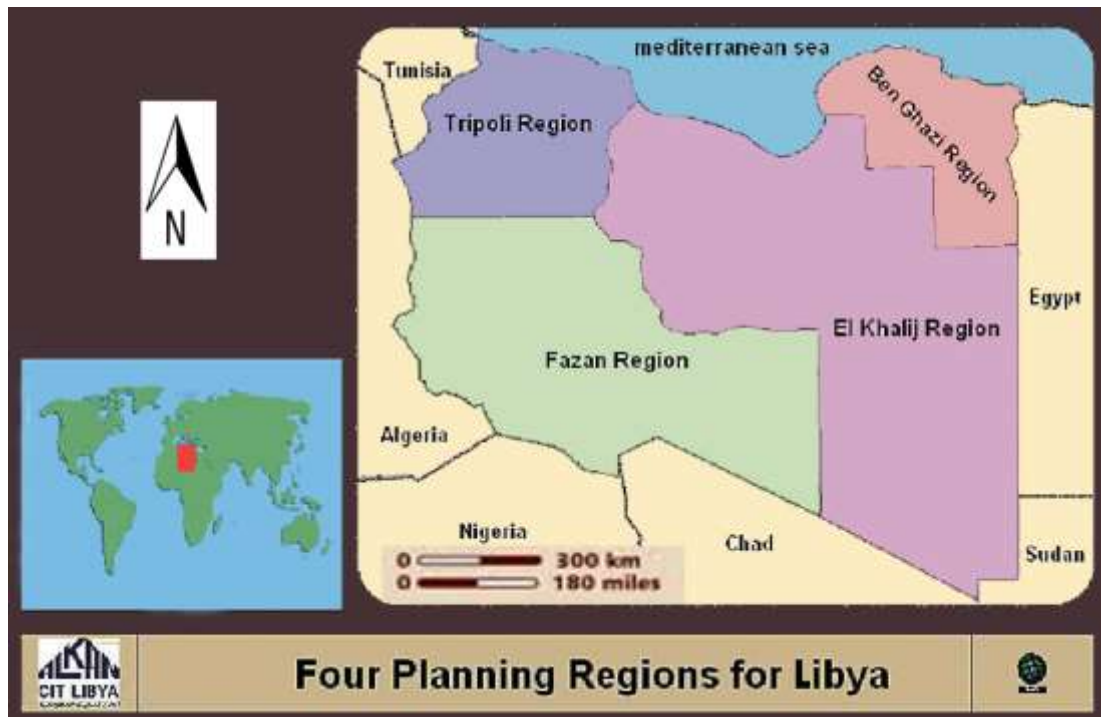 mediterranean sea
Tunisia
Ben Ghazi Region
Tripoli Region
N
Egypt
El Khalij Region
Fazan Region
Algeria
Nigeria
Chad
Sudan
0 300 km
0 180 miles
ALKAN
CIT LIBYA
Four Planning Regions for Libya